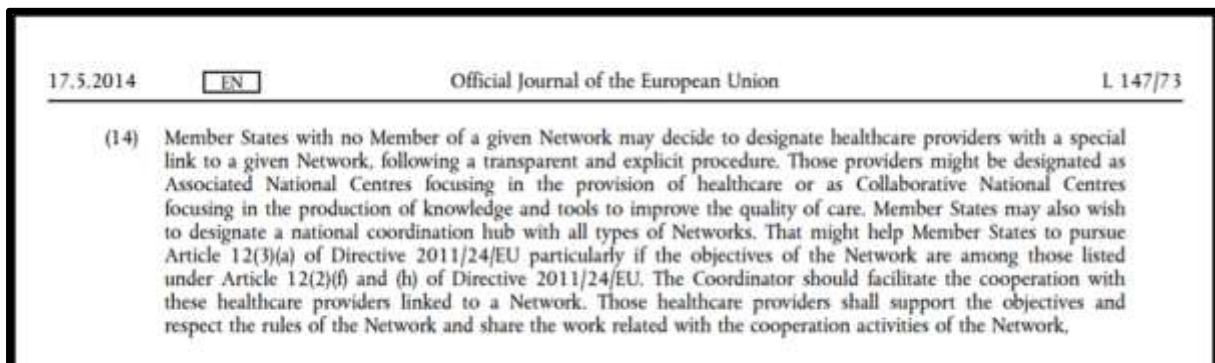 17.5.2014 EN Official Journal of the European Union L 147/73
(14) Member States with no Member of a given Network may decide to designate healthcare providers with a special
link to a given Network, following a transparent and explicit procedure. Those providers might be designated as
Associated National Centres focusing in the provision of healthcare or as Collaborative National Centres
focusing in the production of knowledge and tools to improve the quality of care. Member States may also wish
to designate a national coordination hub with all types of Networks. That might help Member States to pursue
Article 12(3)(a) of Directive 2011/24/EU particularly if the objectives of the Network are among those listed
under Article 12(2)(f) and (h) of Directive 2011/24/EU. The Coordinator should facilitate the cooperation with
these healthcare providers linked to a Network. Those healthcare providers shall support the objectives and
respect the rules of the Network and share the work related with the cooperation activities of the Network.